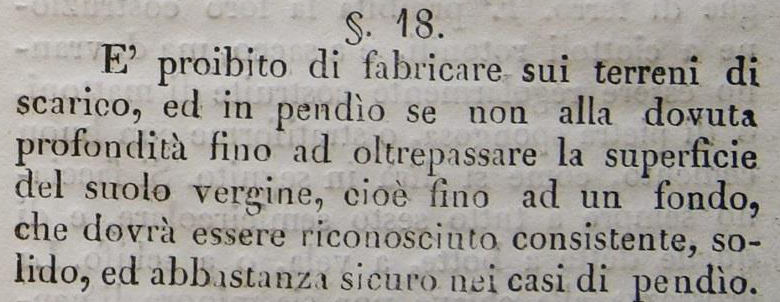 §. 18.
E' proibito di fabricare sui terreni di
scarico, ed in pendìo se non alla dovuta
profondità fino ad oltrepassare la superficie
del suolo vergine, cioè fino ad un fondo,
che dovrà essere riconosciuto consistente, so-
lido, ed abbastanza sicuro nei casi di pendìo.